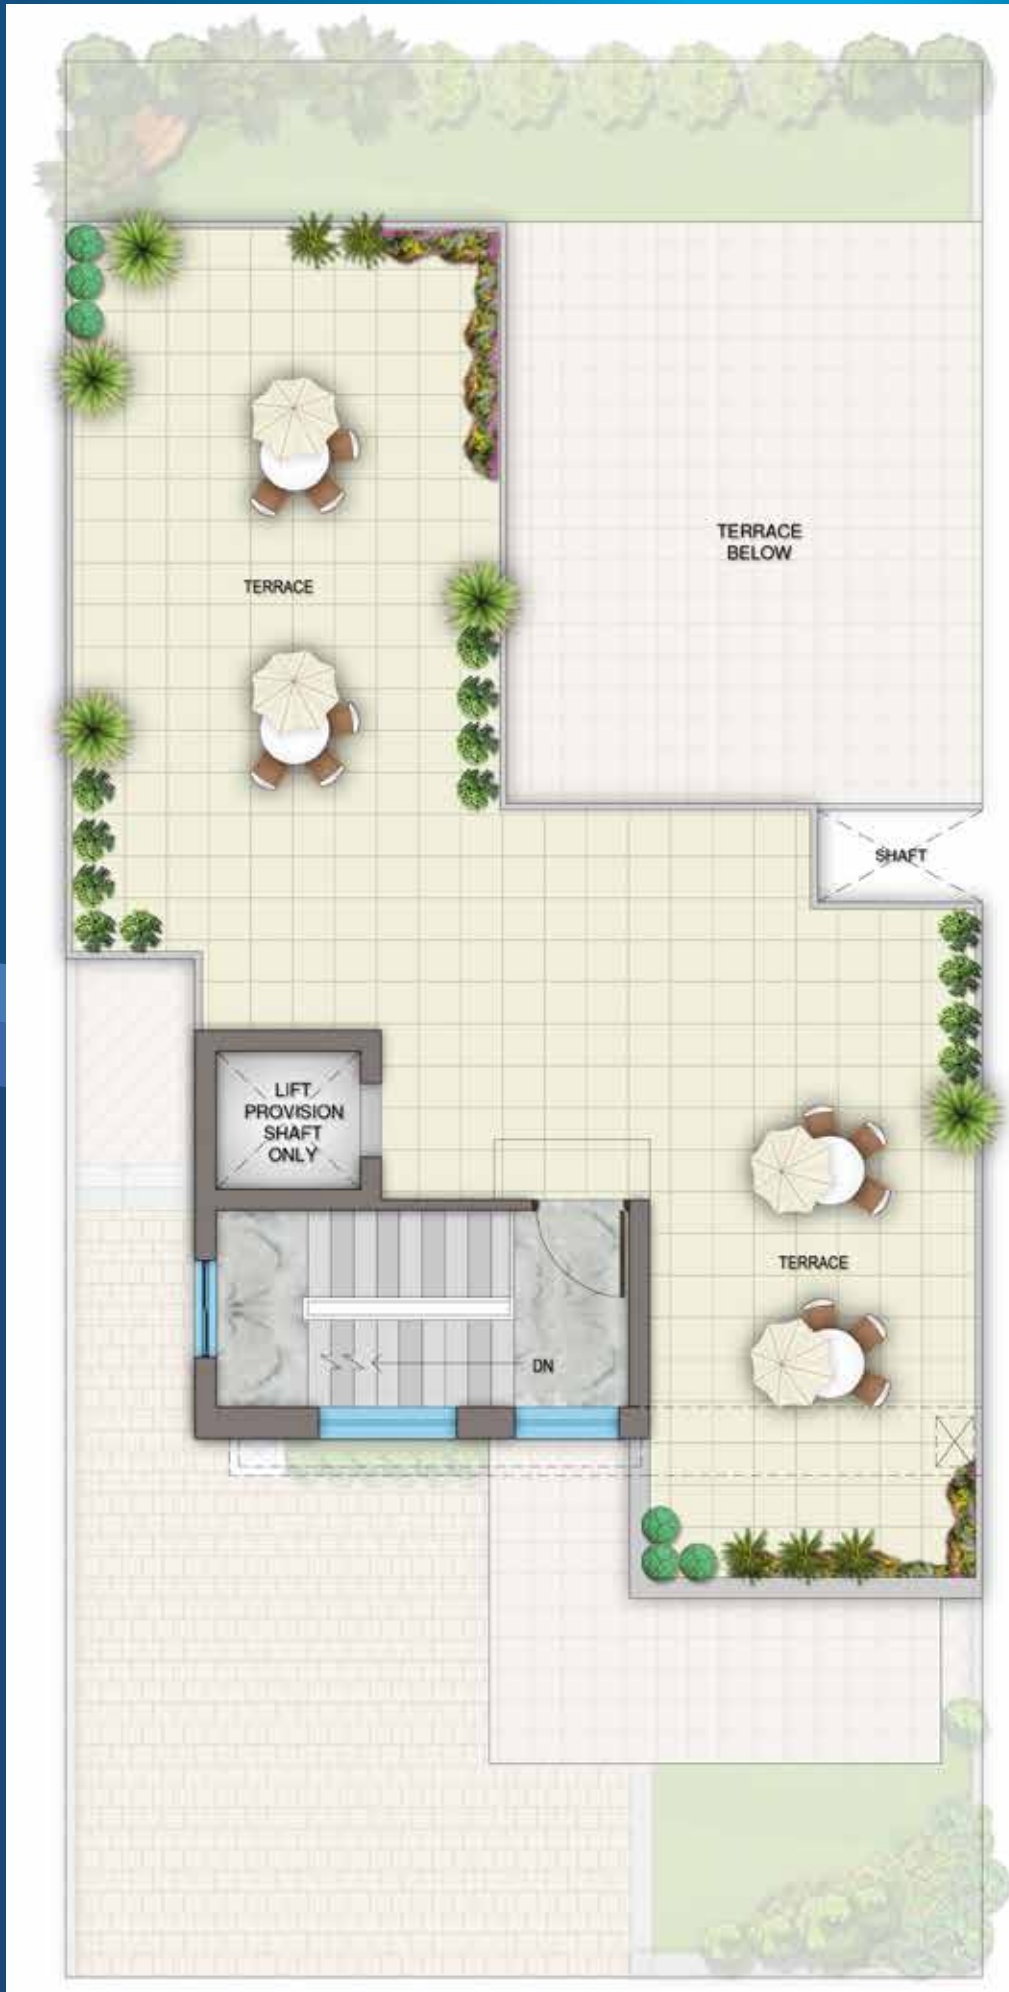 TERRACE
BELOW
TERRACE
SHAFT
LIFT
PROVISION
SHAFT
ONLY
TERRACE
DN